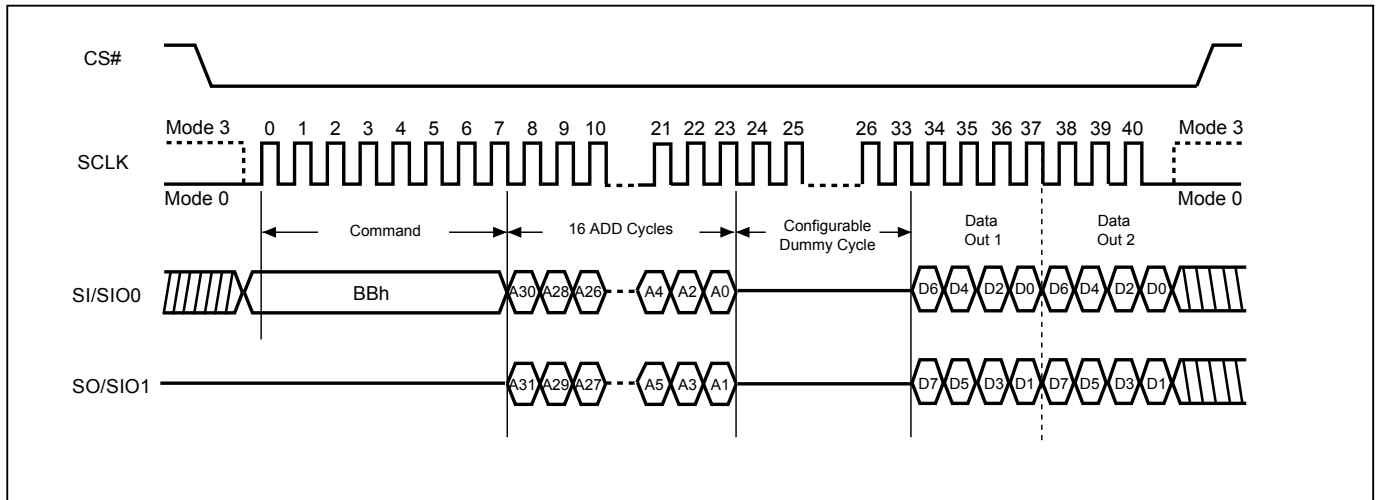 CS#
Mode 3 0 1 2 3 4 5 6 7 8 9 10 21 22 23 24 25 26 33 34 35 36 37 38 39 40 Mode 3
SCLK
Mode 0 Mode 0
Command 16 ADD Cycles Configurable Dummy Cycle Data Out 1 Data Out 2
SI/SIO0 BBh A30 A28 A26 A4 A2 A0 D6 D4 D2 D0 D6 D4 D2 D0
SO/SIO1 A31 A29 A27 A5 A3 A1 D7 D5 D3 D1 D7 D5 D3 D1